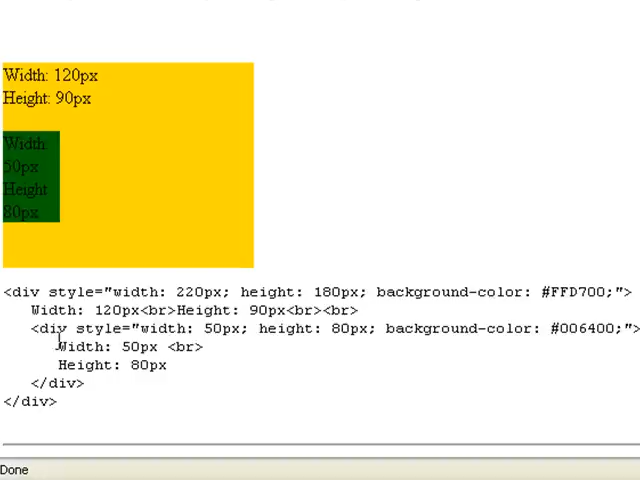 Width: 120px
Height: 90px
Width:
50px
Height
80px
<div style="width: 220px; height: 180px; background-color: #FFD700;">
Width: 120px<br>Height: 90px<br><br>
<div style="width: 50px; height: 80px; background-color: #006400;">
Width: 50px <br>
Height: 80px
</div>
</div>
Done